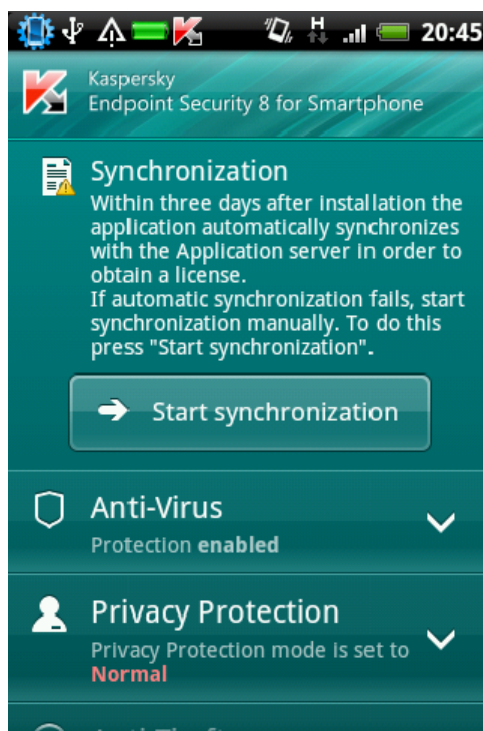 H
20:45
Kaspersky
Endpoint Security 8 for Smartphone
Synchronization
Within three days after installation the
application automatically synchronizes
with the Application server in order to
obtain a license.
If automatic synchronization fails, start
synchronization manually. To do this
press "Start synchronization".
Start synchronization
Anti-Virus
Protection enabled
Privacy Protection
Privacy Protection mode is set to
Normal